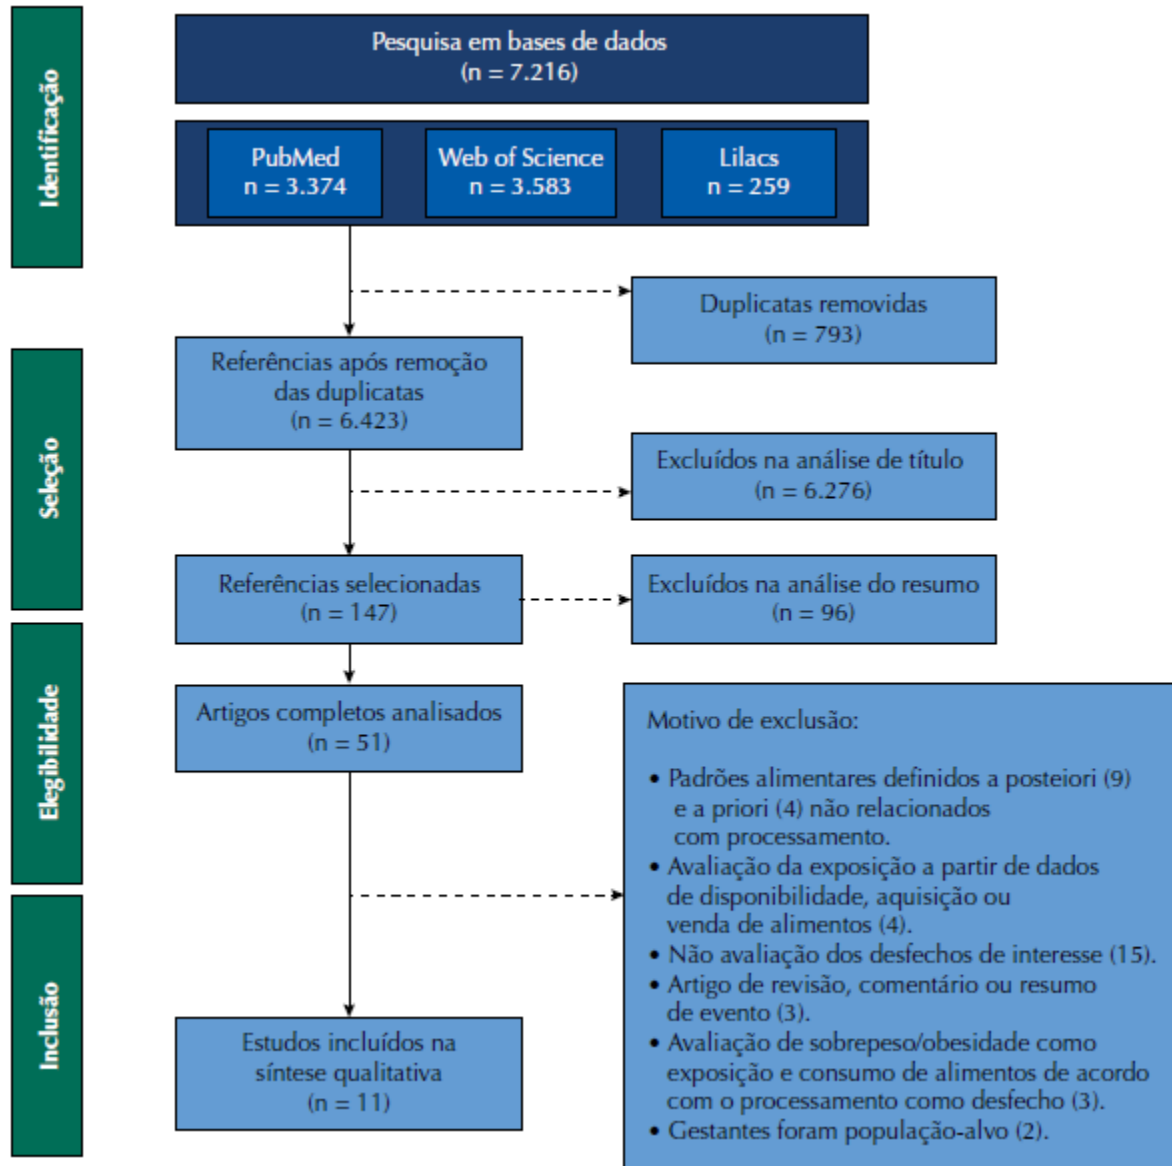 Identificação
Pesquisa em bases de dados
(n = 7.216)
PubMed
n = 3.374
Web of Science
n = 3.583
Lilacs
n = 259
Duplicatas removidas
(n = 793)
Seleção
Referências após remoção
das duplicatas
(n = 6.423)
Excluídos na análise de título
(n = 6.276)
Referências selecionadas
(n = 147)
Excluídos na análise do resumo
(n = 96)
Elegibilidade
Artigos completos analisados
(n = 51)
Motivo de exclusão:
• Padrões alimentares definidos a posteiori (9)
e a priori (4) não relacionados
com processamento.
• Avaliação da exposição a partir de dados
de disponibilidade, aquisição ou
venda de alimentos (4).
• Não avaliação dos desfechos de interesse (15).
• Artigo de revisão, comentário ou resumo
de evento (3).
• Avaliação de sobrepeso/obesidade como
exposição e consumo de alimentos de acordo
com o processamento como desfecho (3).
• Gestantes foram população-alvo (2).
Inclusão
Estudos incluídos na
síntese qualitativa
(n = 11)